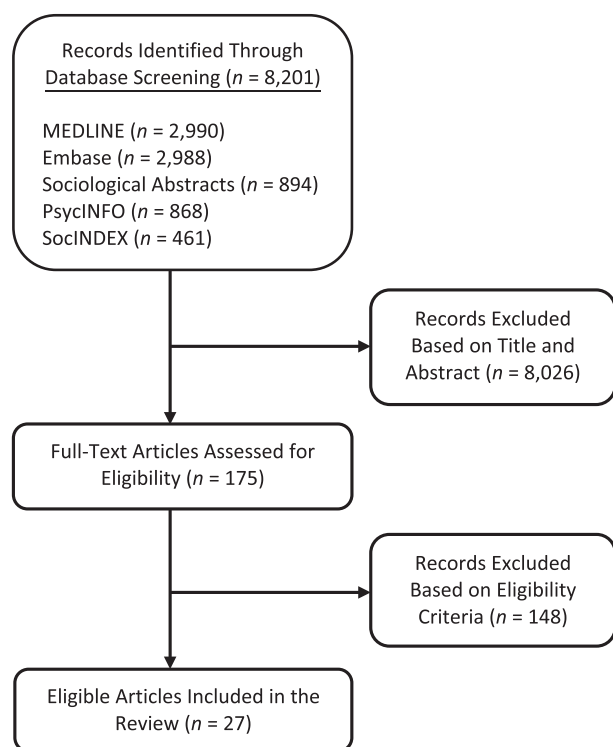 Records Identified Through
Database Screening (n = 8,201)
MEDLINE (n = 2,990)
Embase (n = 2,988)
Sociological Abstracts (n = 894)
PsycINFO (n = 868)
SocINDEX (n = 461)
Records Excluded
Based on Title and
Abstract (n = 8,026)
Full-Text Articles Assessed for
Eligibility (n = 175)
Records Excluded
Based on Eligibility
Criteria (n = 148)
Eligible Articles Included in the
Review (n = 27)